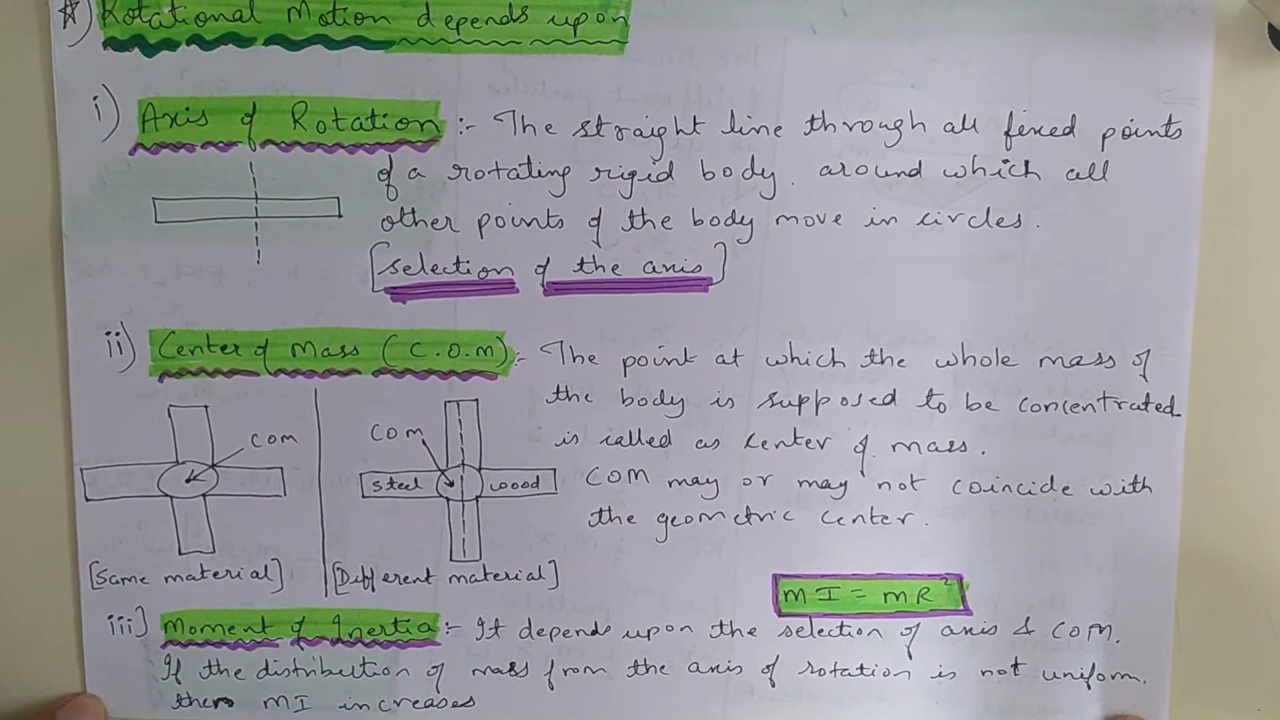 ☆) Rotational Motion depends upon
i) Axis of Rotation :- The straight line through all fixed points
of a rotating rigid body. around which all
other points of the body move in circles.
[selection of the axis]
ii) Center of Mass (C.O.M) :- The point at which the whole mass of
the body is supposed to be concentrated
is called as center of mass.
COM may or may not coincide with
the geometric center.
COM
[Same material]
COM
steel wood
[Different material]
MI = MR²
iii] Moment of Inertia :- It depends upon the selection of axis & COM.
If the distribution of mass from the axis of rotation is not uniform.
then MI increases